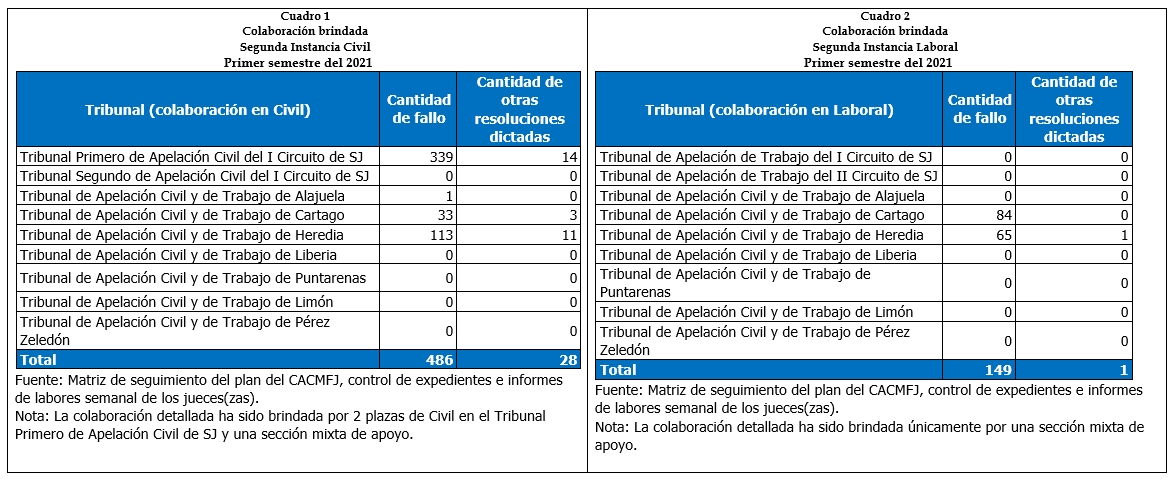 Cuadro 1
Colaboración brindada
Segunda Instancia Civil
Primer semestre del 2021
Tribunal (colaboración en Civil) Cantidad de fallo Cantidad de otras resoluciones dictadas
Tribunal Primero de Apelación Civil del I Circuito de SJ 339 14
Tribunal Segundo de Apelación Civil del I Circuito de SJ 0 0
Tribunal de Apelación Civil y de Trabajo de Alajuela 1 0
Tribunal de Apelación Civil y de Trabajo de Cartago 33 3
Tribunal de Apelación Civil y de Trabajo de Heredia 113 11
Tribunal de Apelación Civil y de Trabajo de Liberia 0 0
Tribunal de Apelación Civil y de Trabajo de Puntarenas 0 0
Tribunal de Apelación Civil y de Trabajo de Limón 0 0
Tribunal de Apelación Civil y de Trabajo de Pérez
Zeledón 0 0
Total 486 28
Fuente: Matriz de seguimiento del plan del CACMFJ, control de expedientes e informes
de labores semanal de los jueces(zas).
Nota: La colaboración detallada ha sido brindada por 2 plazas de Civil en el Tribunal
Primero de Apelación Civil de SJ y una sección mixta de apoyo.
Cuadro 2
Colaboración brindada
Segunda Instancia Laboral
Primer semestre del 2021
Tribunal (colaboración en Laboral) Cantidad de fallo Cantidad de otras resoluciones dictadas
Tribunal de Apelación de Trabajo del I Circuito de SJ 0 0
Tribunal de Apelación de Trabajo del II Circuito de SJ 0 0
Tribunal de Apelación Civil y de Trabajo de Alajuela 0 0
Tribunal de Apelación Civil y de Trabajo de Cartago 84 0
Tribunal de Apelación Civil y de Trabajo de Heredia 65 1
Tribunal de Apelación Civil y de Trabajo de Liberia 0 0
Tribunal de Apelación Civil y de Trabajo de
Puntarenas 0 0
Tribunal de Apelación Civil y de Trabajo de Limón 0 0
Tribunal de Apelación Civil y de Trabajo de Pérez
Zeledón 0 0
Total 149 1
Fuente: Matriz de seguimiento del plan del CACMFJ, control de expedientes e informes
de labores semanal de los jueces(zas).
Nota: La colaboración detallada ha sido brindada únicamente por una sección mixta de
apoyo.